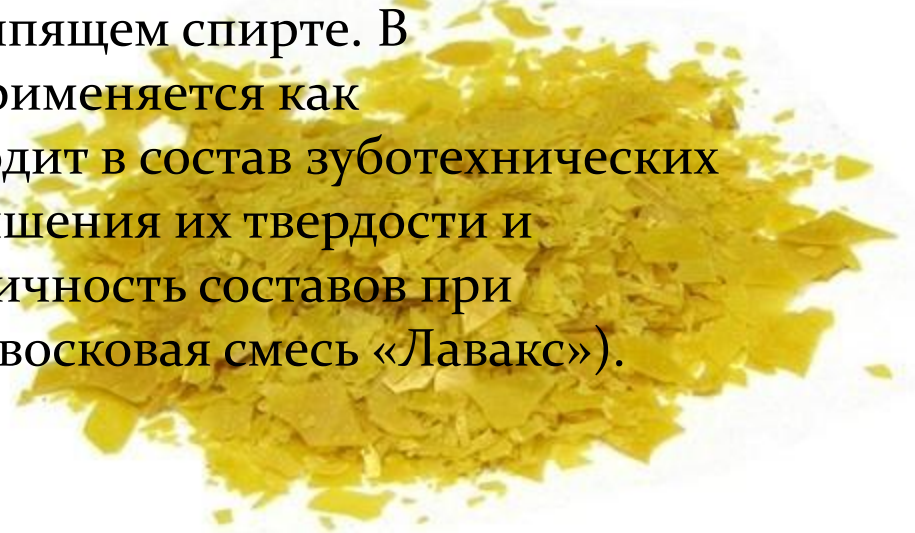 пящем спирте. В
рименяется как
дит в состав зуботехнических
шения их твердости и
ичность составов при
восковая смесь «Лавакс»).